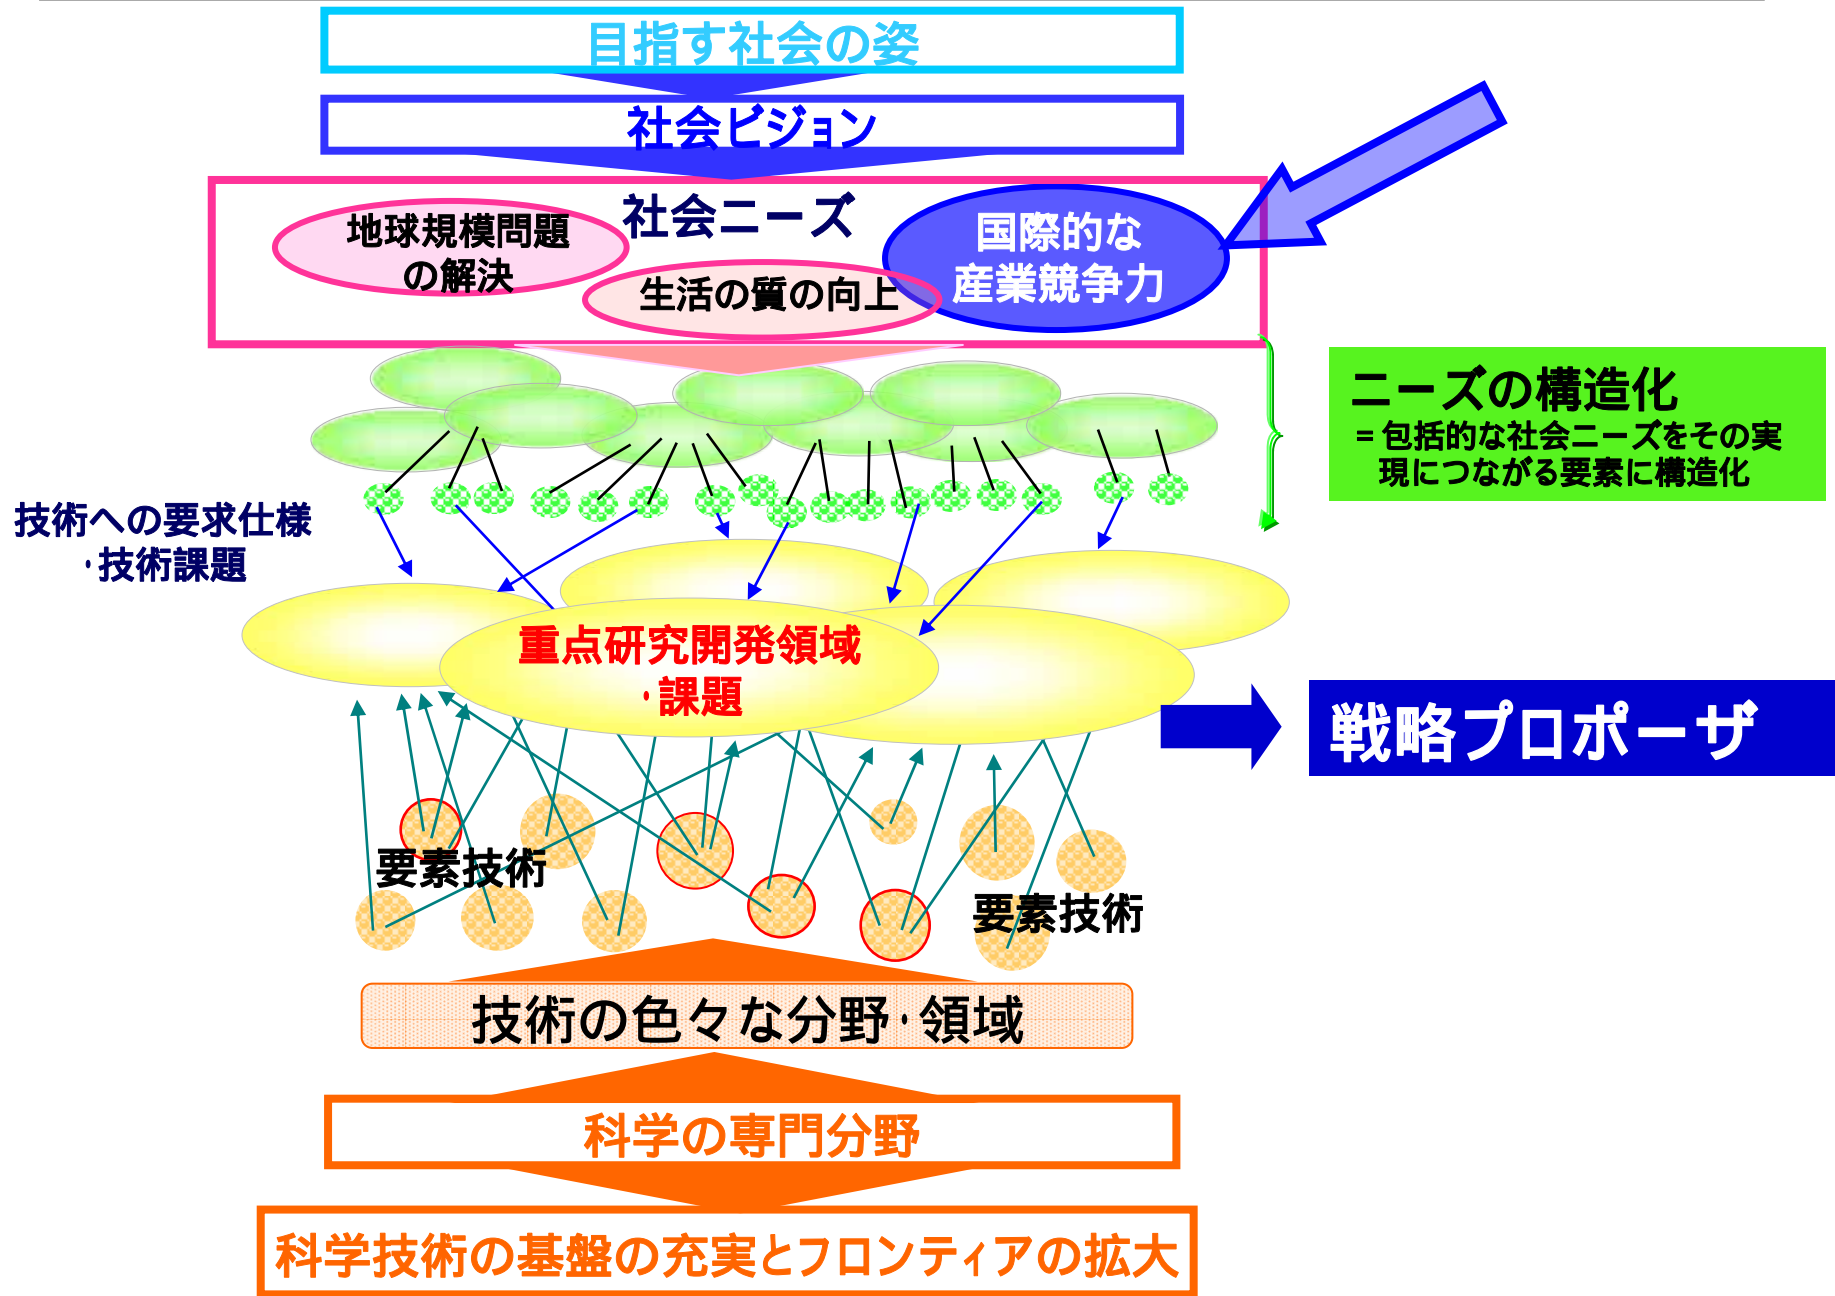 目指す社会の姿
社会ビジョン
社会ニーズ
地球規模問題
の解決
生活の質の向上
国際的な
産業競争力
ニーズの構造化
= 包括的な社会ニーズをその実
現につながる要素に構造化
技術への要求仕様
・技術課題
重点研究開発領域
・課題
戦略プロポーザ
要素技術
要素技術
技術の色々な分野・領域
科学の専門分野
科学技術の基盤の充実とフロンティアの拡大